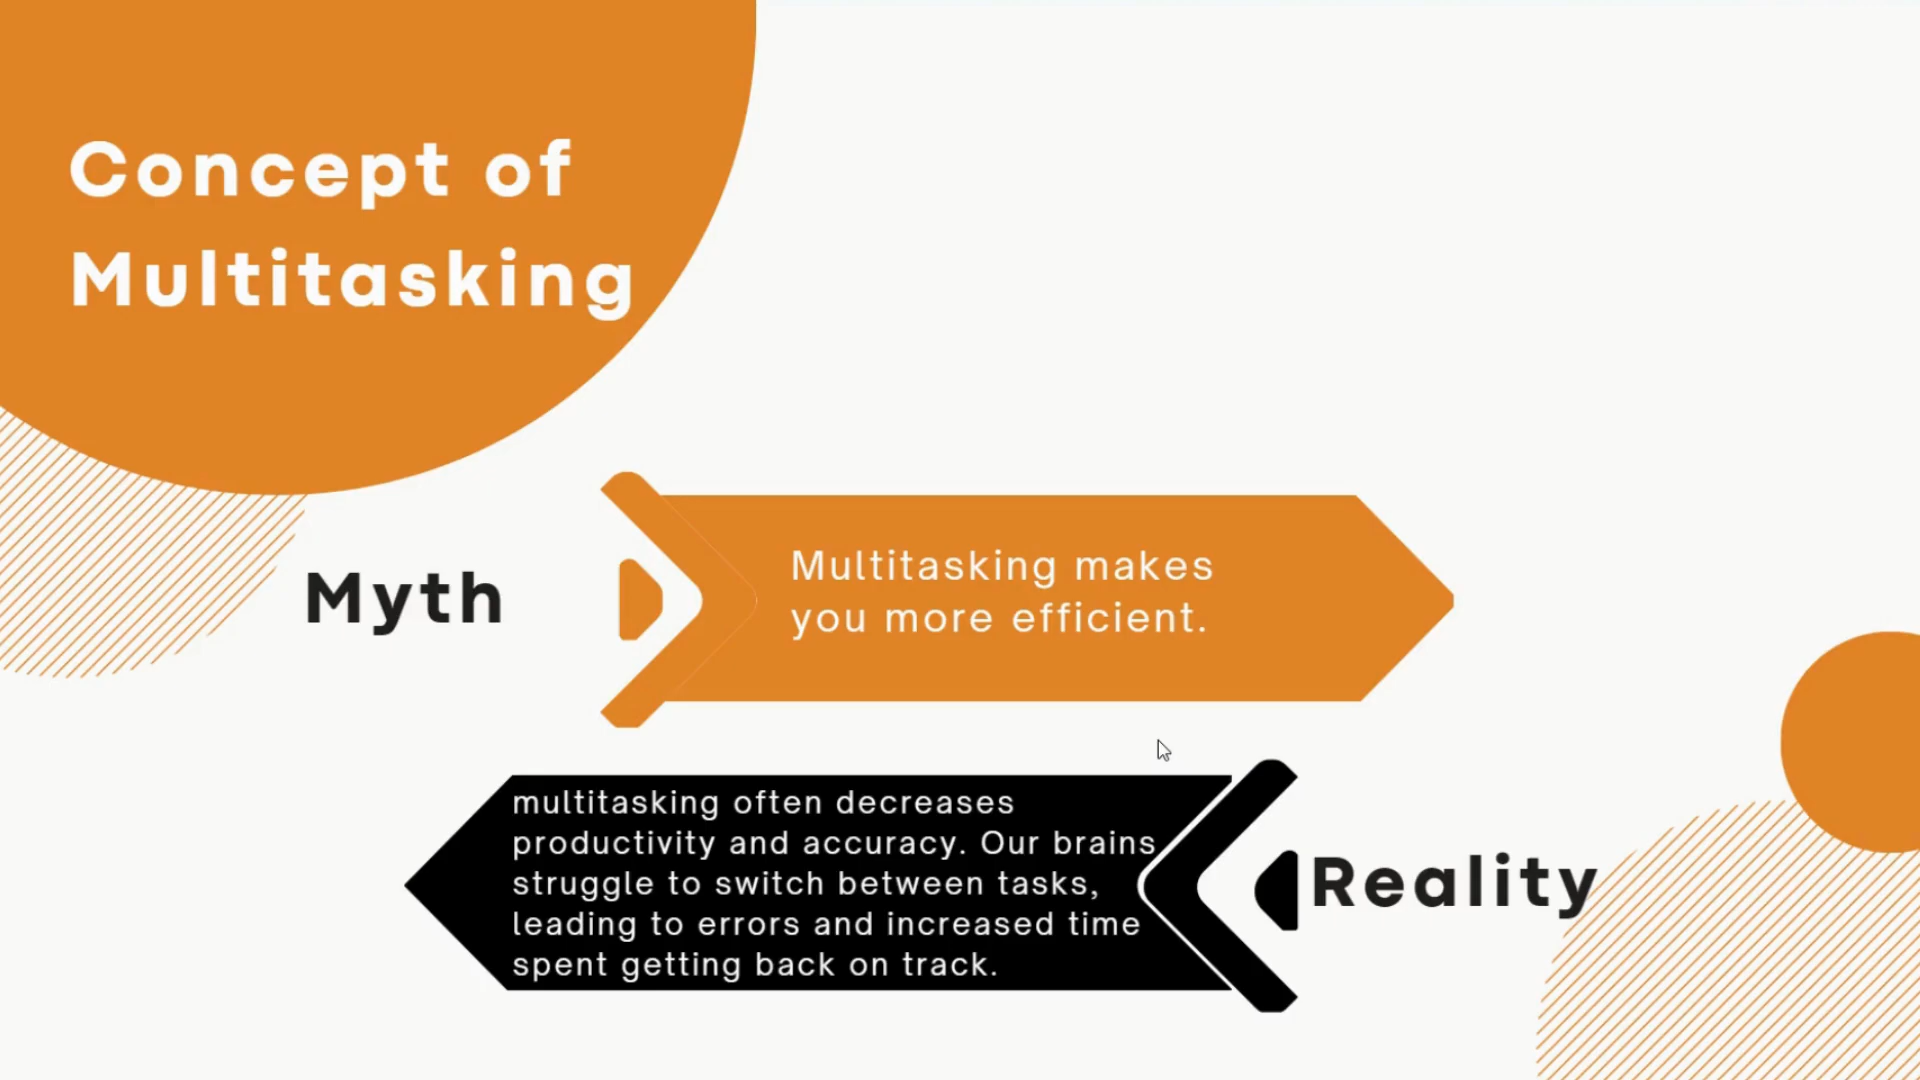 Concept of
Multitasking
Myth
Multitasking makes
you more efficient.
multitasking often decreases
productivity and accuracy. Our brains
struggle to switch between tasks,
leading to errors and increased time
spent getting back on track.
Reality